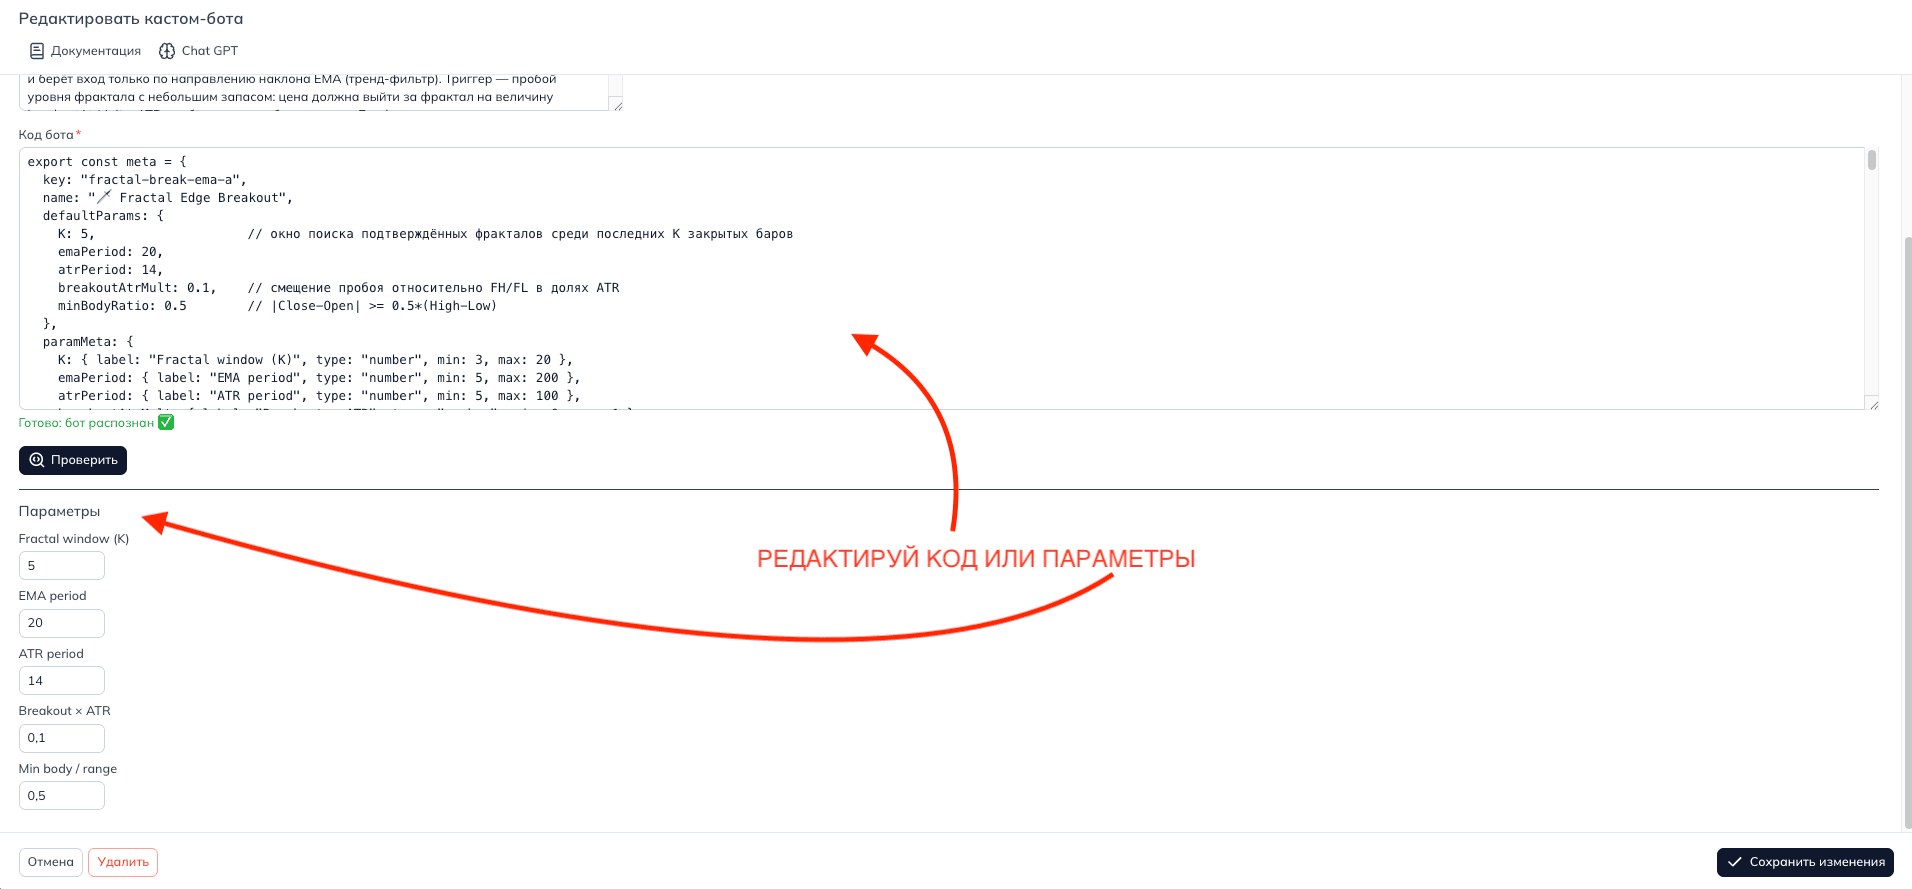 Редактировать кастом-бота
Документация Chat GPT
и берёт вход только по направлению наклона EMA (тренд-фильтр). Триггер — пробой
уровня фрактала с небольшим запасом: цена должна выйти за фрактал на величину
Код бота*
export const meta = {
key: "fractal-break-ema-a",
name: "🗡️ Fractal Edge Breakout",
defaultParams: {
K: 5, // окно поиска подтверждённых фракталов среди последних K закрытых баров
emaPeriod: 20,
atrPeriod: 14,
breakoutAtrMult: 0.1, // смещение пробоя относительно FH/FL в долях ATR
minBodyRatio: 0.5 // |Close-Open| >= 0.5*(High-Low)
},
paramMeta: {
K: { label: "Fractal window (K)", type: "number", min: 3, max: 20 },
emaPeriod: { label: "EMA period", type: "number", min: 5, max: 200 },
atrPeriod: { label: "ATR period", type: "number", min: 5, max: 100 },
Готово: бот распознан ✅
Проверить
Параметры
Fractal window (K)
5
EMA period
20
ATR period
14
Breakout × ATR
0,1
Min body / range
0,5
РЕДАКТИРУЙ КОД ИЛИ ПАРАМЕТРЫ
Отмена Удалить Сохранить изменения